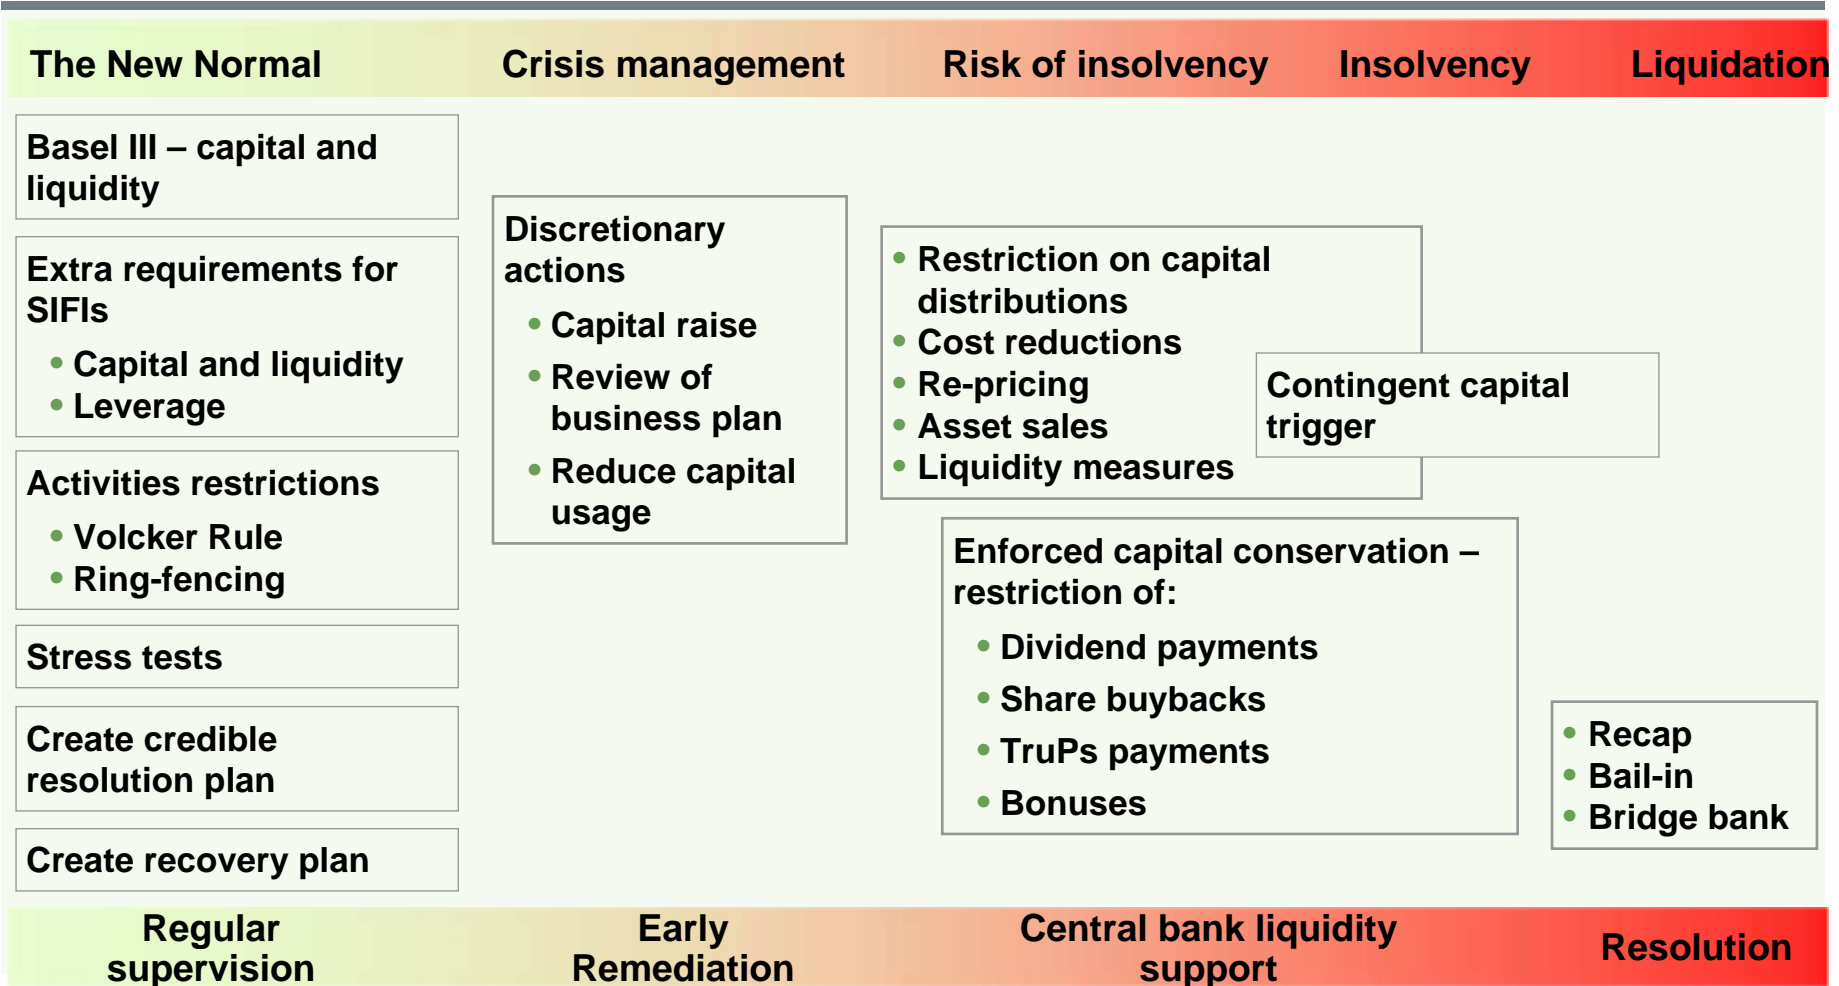 The New Normal
Crisis management
Risk of insolvency
Insolvency
Liquidation
Basel III – capital and
liquidity
Extra requirements for
SIFIs
• Capital and liquidity
• Leverage
Activities restrictions
• Volcker Rule
• Ring-fencing
Stress tests
Create credible
resolution plan
Create recovery plan
Discretionary
actions
• Capital raise
• Review of
business plan
• Reduce capital
usage
• Restriction on capital
distributions
• Cost reductions
• Re-pricing
• Asset sales
• Liquidity measures
Contingent capital
trigger
Enforced capital conservation –
restriction of:
• Dividend payments
• Share buybacks
• TruPs payments
• Bonuses
• Recap
• Bail-in
• Bridge bank
Regular
supervision
Early
Remediation
Central bank liquidity
support
Resolution